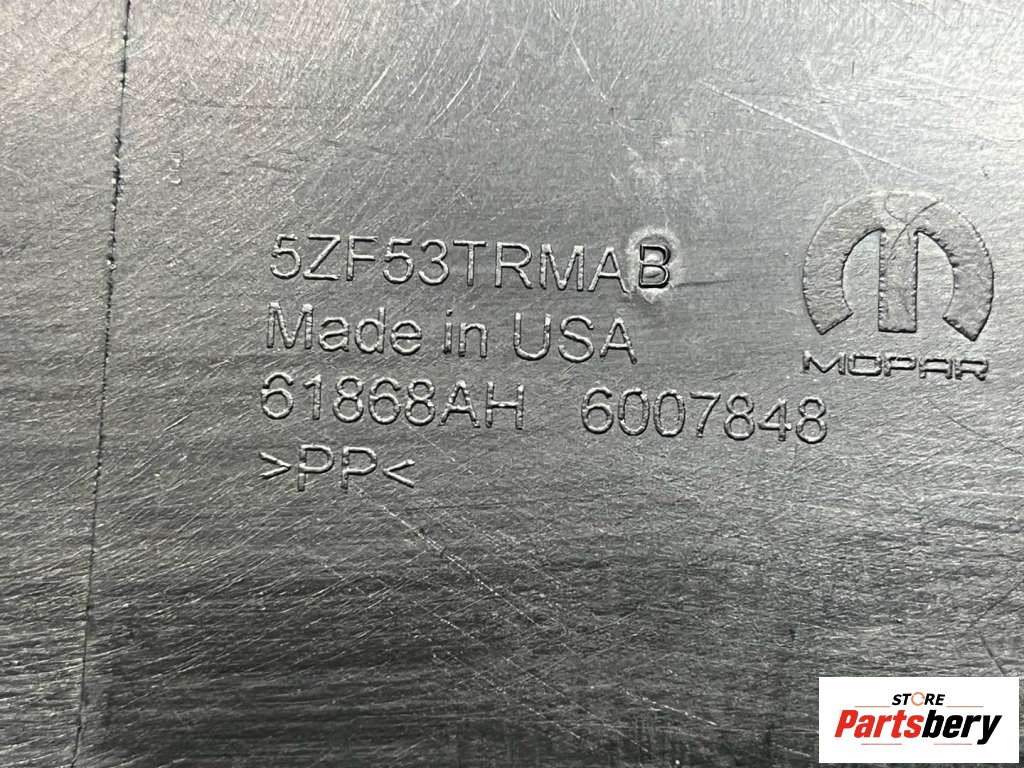 5ZF53TRMAB
Made in USA
61868AH 6007848
>PP<
MOPAR
STORE
Partsbery